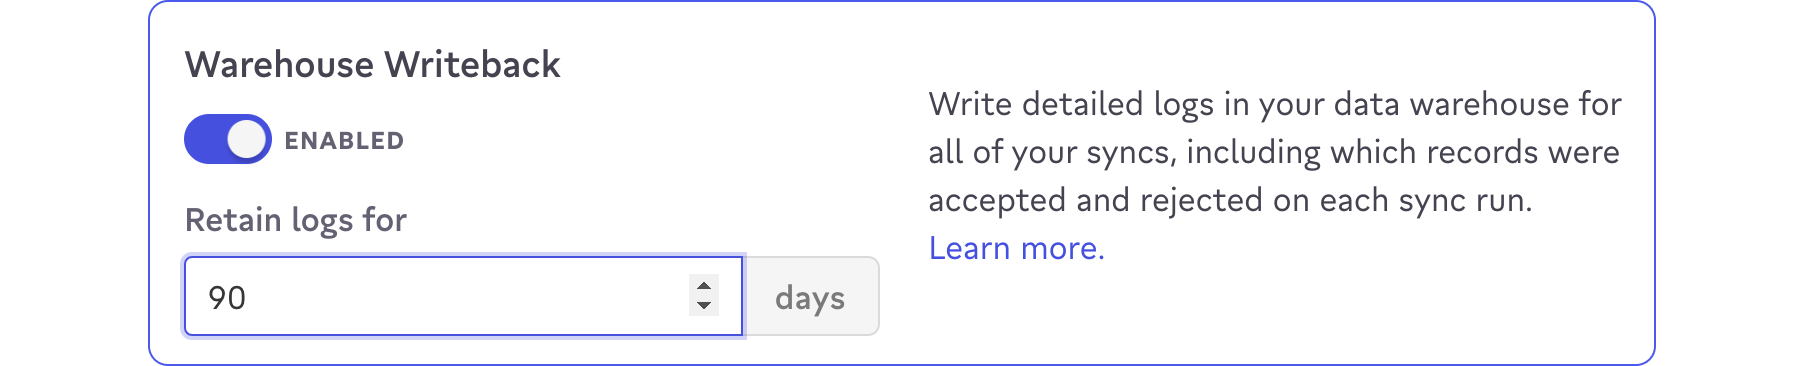 Warehouse Writeback
ENABLED
Retain logs for
90
days
Write detailed logs in your data warehouse for
all of your syncs, including which records were
accepted and rejected on each sync run.
Learn more.